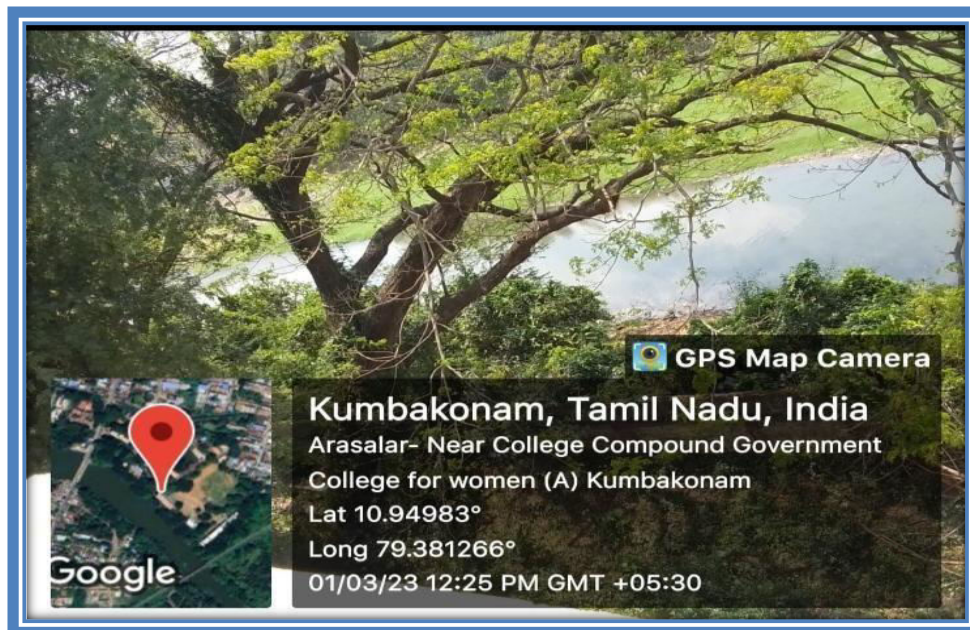 GPS Map Camera
Kumbakonam, Tamil Nadu, India
Arasalar- Near College Compound Government
College for women (A) Kumbakonam
Lat 10.94983°
Long 79.381266°
01/03/23 12:25 PM GMT +05:30
Google